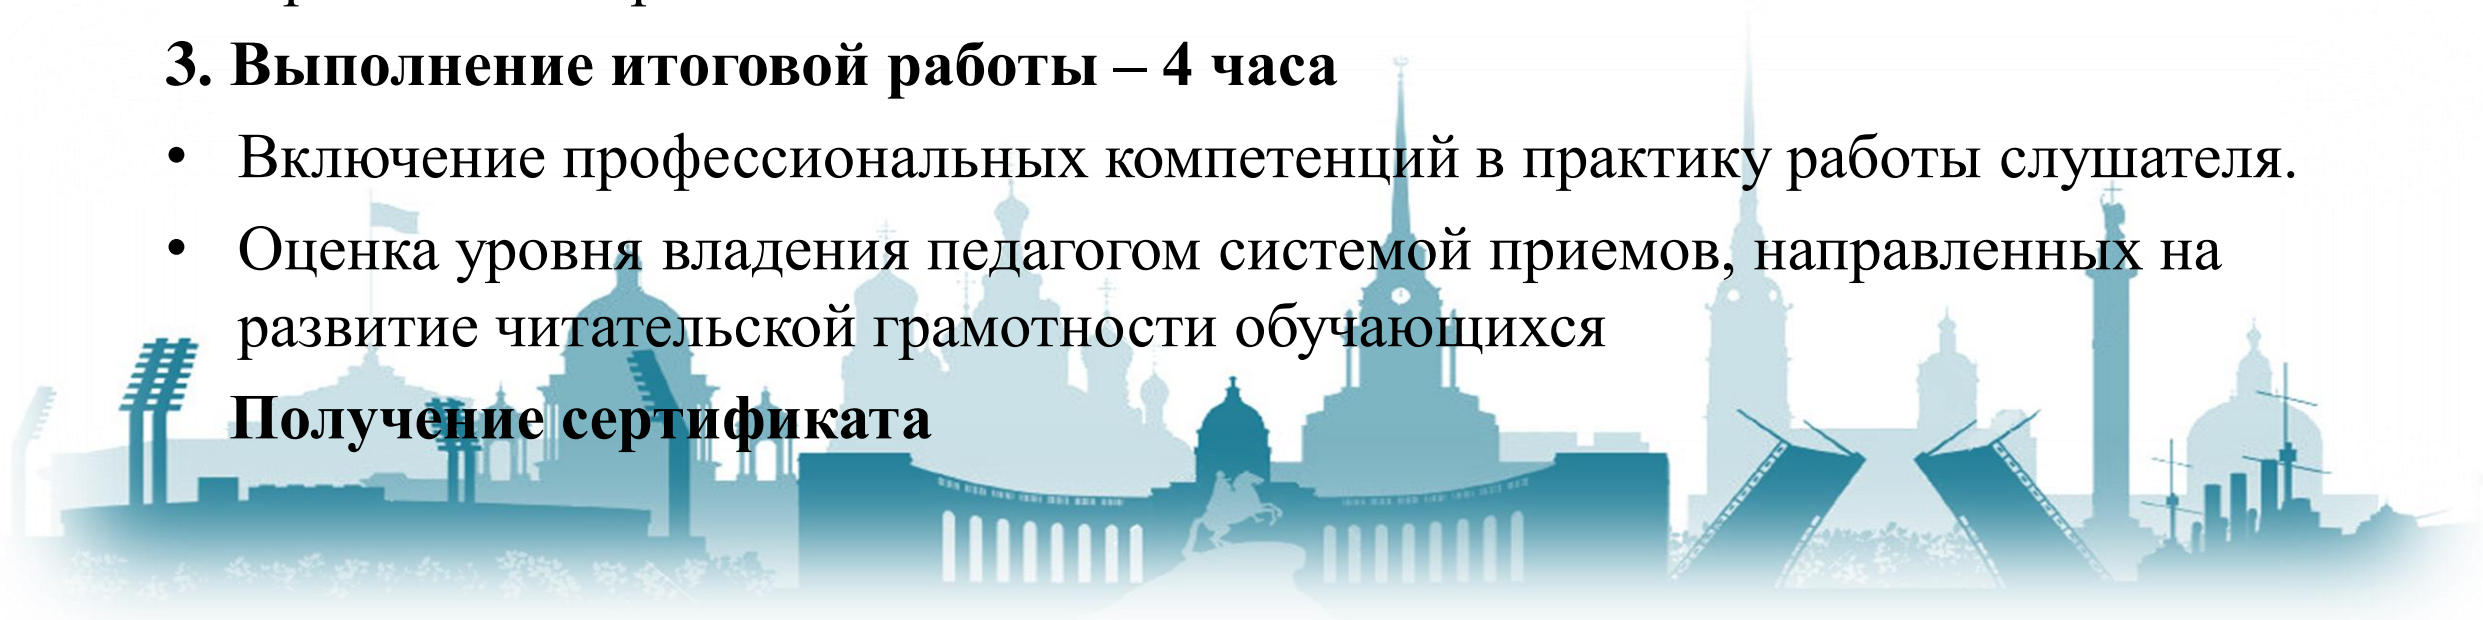 3. Выполнение итоговой работы – 4 часа
• Включение профессиональных компетенций в практику работы слушателя.
• Оценка уровня владения педагогом системой приемов, направленных на
развитие читательской грамотности обучающихся
Получение сертификата